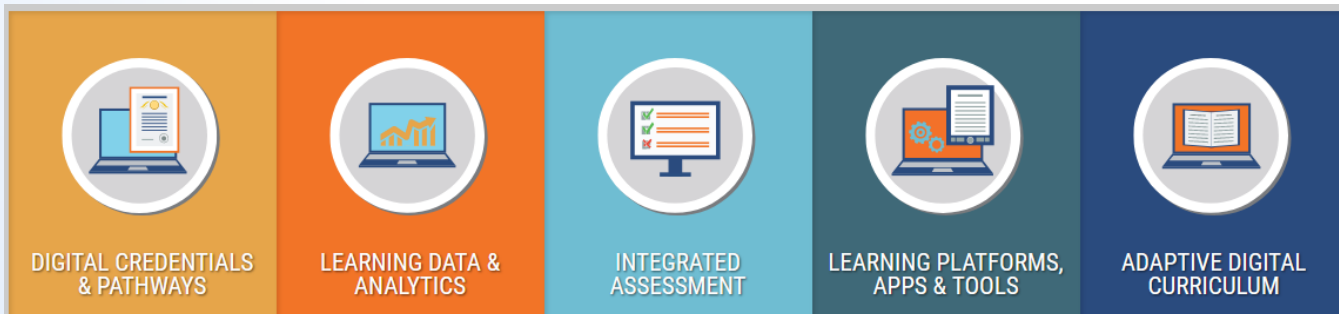 DIGITAL CREDENTIALS
& PATHWAYS
LEARNING DATA &
ANALYTICS
INTEGRATED
ASSESSMENT
LEARNING PLATFORMS,
APPS & TOOLS
ADAPTIVE DIGITAL
CURRICULUM